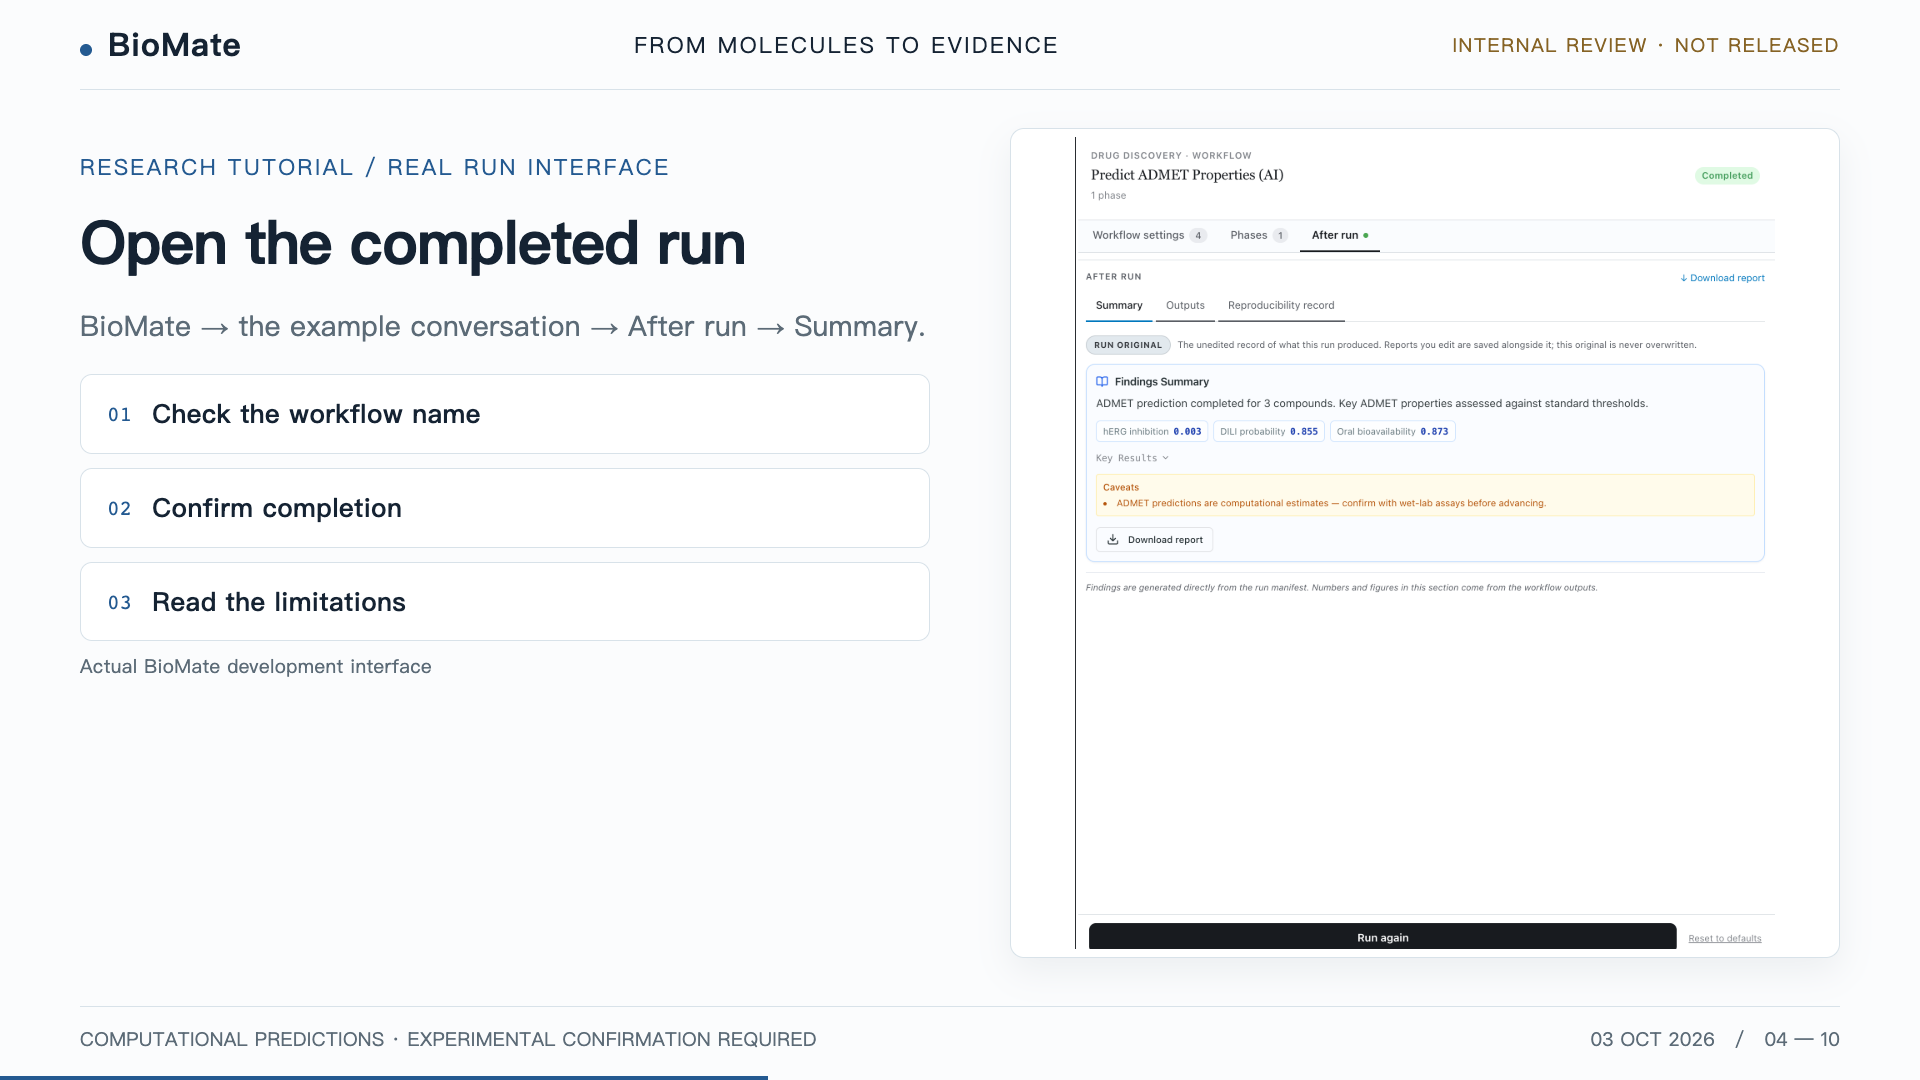 BioMate
FROM MOLECULES TO EVIDENCE
INTERNAL REVIEW · NOT RELEASED
RESEARCH TUTORIAL / REAL RUN INTERFACE
Open the completed run
BioMate → the example conversation → After run → Summary.
01 Check the workflow name
02 Confirm completion
03 Read the limitations
Actual BioMate development interface
DRUG DISCOVERY · WORKFLOW
Predict ADMET Properties (AI)
1 phase
Completed
Workflow settings 4 Phases 1 After run
AFTER RUN
↓ Download report
Summary Outputs Reproducibility record
RUN ORIGINAL The unedited record of what this run produced. Reports you edit are saved alongside it; this original is never overwritten.
Findings Summary
ADMET prediction completed for 3 compounds. Key ADMET properties assessed against standard thresholds.
hERG inhibition 0.003 DILI probability 0.855 Oral bioavailability 0.873
Key Results
Caveats
• ADMET predictions are computational estimates — confirm with wet-lab assays before advancing.
Download report
Findings are generated directly from the run manifest. Numbers and figures in this section come from the workflow outputs.
Run again
Reset to defaults
COMPUTATIONAL PREDICTIONS · EXPERIMENTAL CONFIRMATION REQUIRED
03 OCT 2026 / 04 — 10